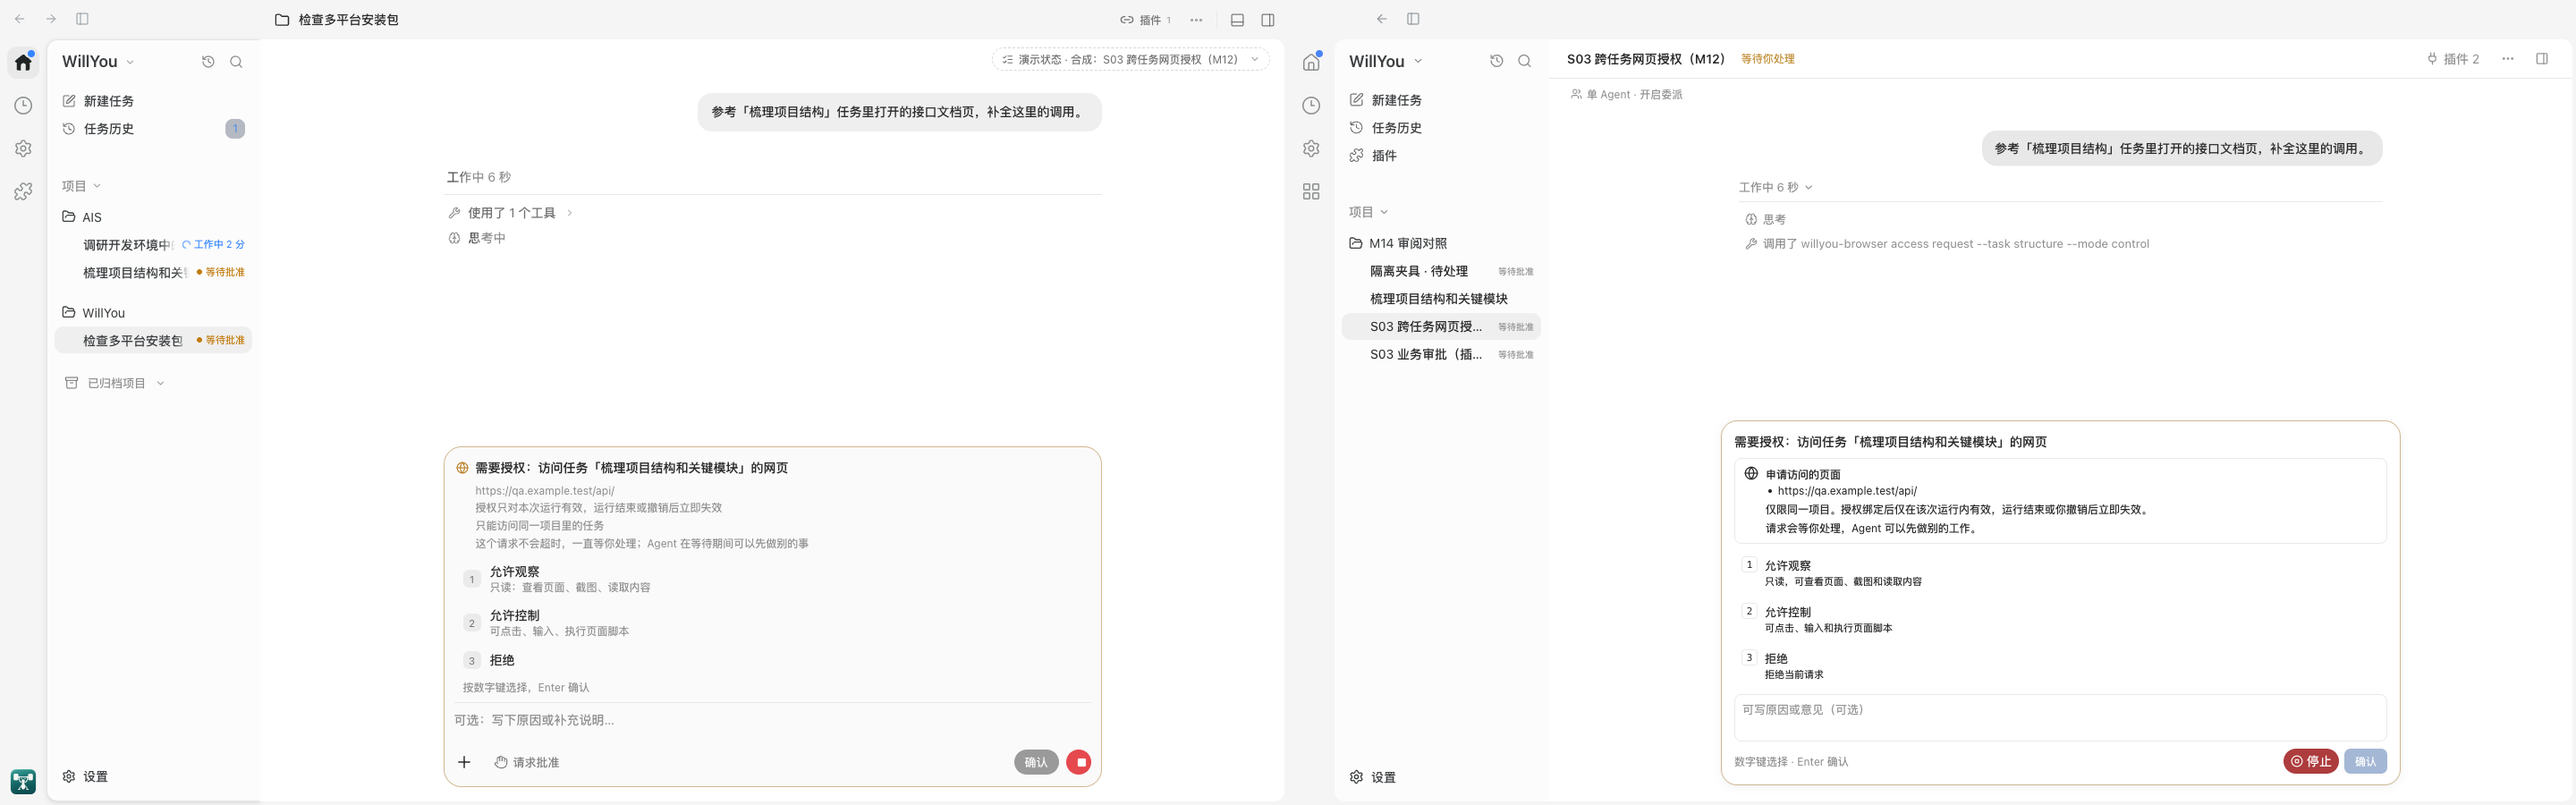 检查多平台安装包
插件 1
WillYou
新建任务
任务历史
1
项目
AIS
调研开发环境中
工作中 2 分
梳理项目结构和关
等待批准
WillYou
检查多平台安装包
等待批准
已归档项目
设置
演示状态 · 合成：S03 跨任务网页授权（M12）
参考「梳理项目结构」任务里打开的接口文档页，补全这里的调用。
工作中 6 秒
使用了 1 个工具
思考中
需要授权：访问任务「梳理项目结构和关键模块」的网页
https://qa.example.test/api/
授权只对本次运行有效，运行结束或撤销后立即失效
只能访问同一项目里的任务
这个请求不会超时，一直等你处理；Agent 在等待期间可以先做别的事
1 允许观察
只读：查看页面、截图、读取内容
2 允许控制
可点击、输入、执行页面脚本
3 拒绝
按数字键选择，Enter 确认
可选：写下原因或补充说明...
请求批准
确认
WillYou
新建任务
任务历史
插件
项目
M14 审阅对照
隔离夹具 · 待处理
等待批准
梳理项目结构和关键模块
S03 跨任务网页授...
等待批准
S03 业务审批（插...
等待批准
设置
S03 跨任务网页授权（M12）
等待你处理
插件 2
单 Agent · 开启委派
参考「梳理项目结构」任务里打开的接口文档页，补全这里的调用。
工作中 6 秒
思考
调用了 willyou-browser access request --task structure --mode control
需要授权：访问任务「梳理项目结构和关键模块」的网页
申请访问的页面
• https://qa.example.test/api/
仅限同一项目。授权绑定后仅在该次运行内有效，运行结束或你撤销后立即失效。
请求会等你处理，Agent 可以先做别的工作。
1 允许观察
只读，可查看页面、截图和读取内容
2 允许控制
可点击、输入和执行页面脚本
3 拒绝
拒绝当前请求
可写原因或意见（可选）
数字键选择 · Enter 确认
停止
确认